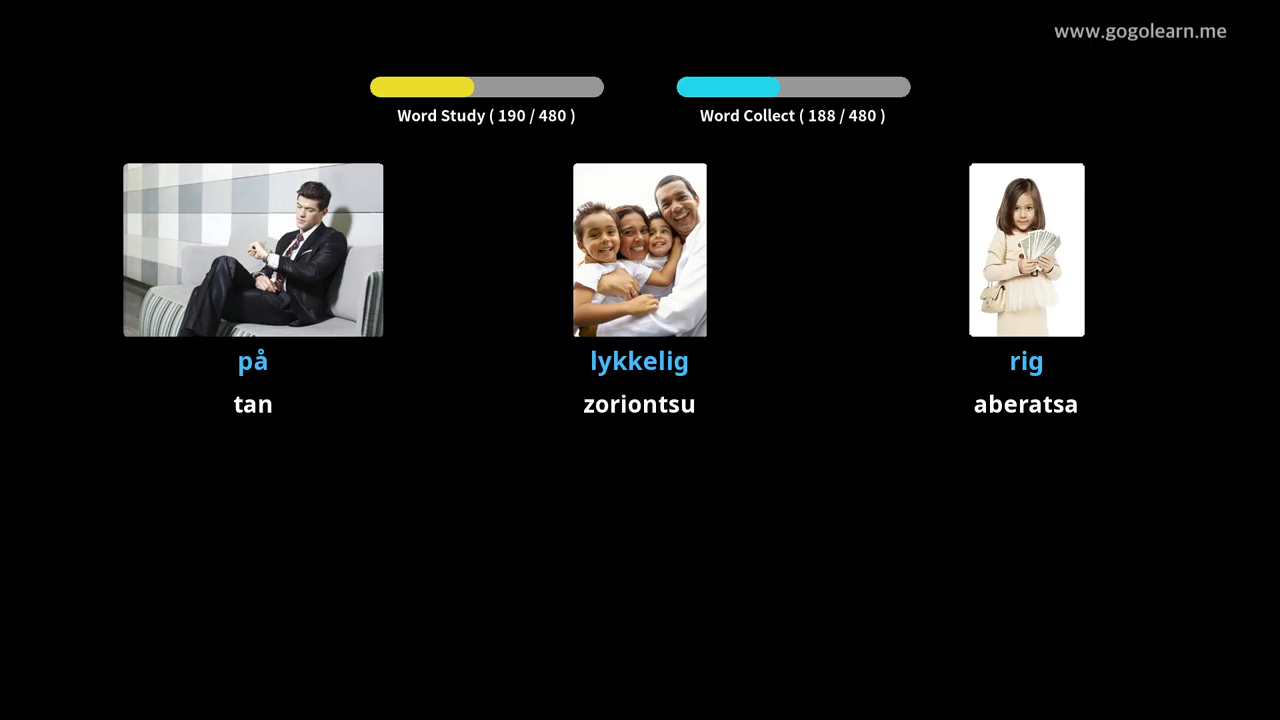 www.gogolearn.me
Word Study ( 190 / 480 )
Word Collect ( 188 / 480 )
på
lykkelig
rig
tan
zoriontsu
aberatsa